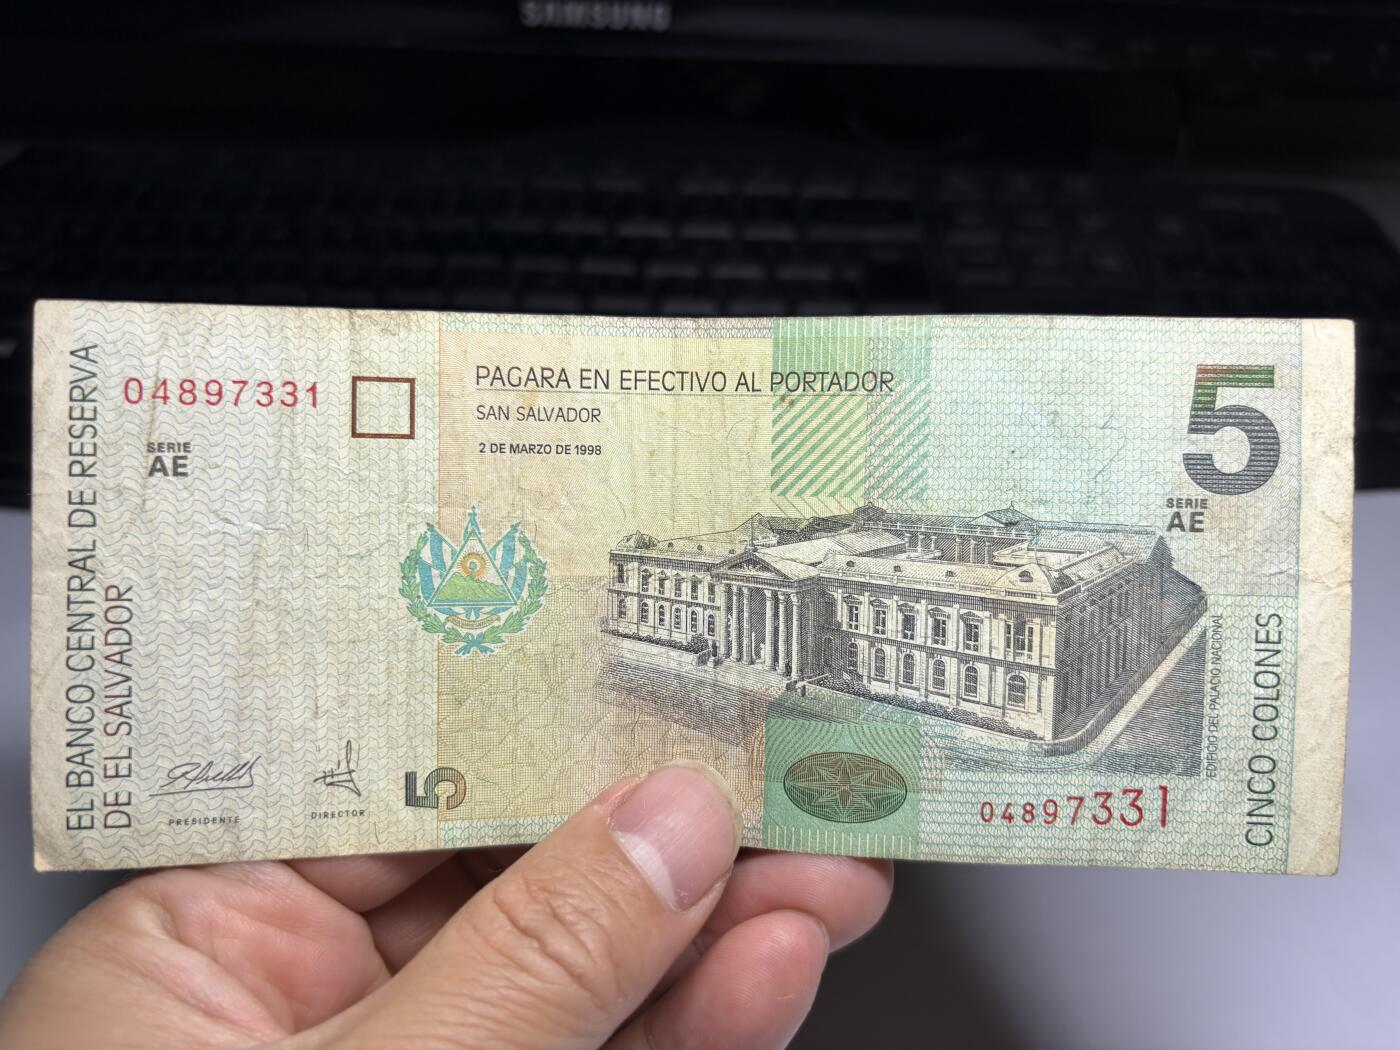 SAMSUNG
EL BANCO CENTRAL DE RESERVA
DE EL SALVADOR
04897331
SERIE
AE
PAGARA EN EFECTIVO AL PORTADOR
SAN SALVADOR
2 DE MARZO DE 1998
5
SERIE
AE
EDIFICIO DEL PALACIO NACIONAL
CINCO COLONES
PRESIDENTE
DIRECTOR
5
04897331